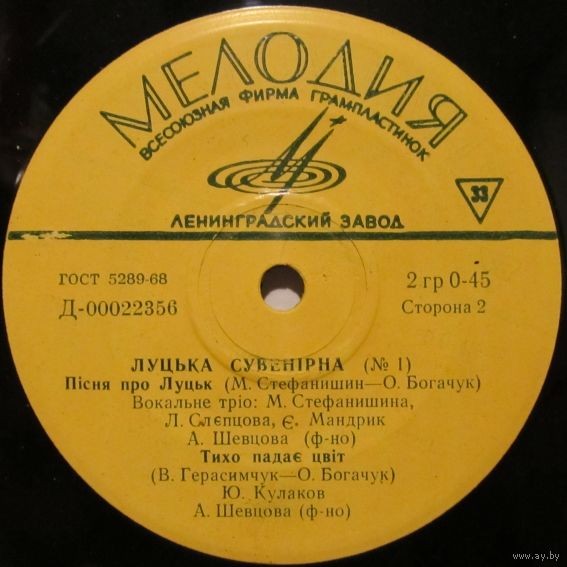 МЕЛОДИЯ
ВСЕСОЮЗНАЯ ФИРМА ГРАМПЛАСТИНОК
33
ЛЕНИНГРАДСКИЙ ЗАВОД
ГОСТ 5289-68
2 гр 0-45
Д-00022356
Сторона 2
ЛУЦЬКА СУВЕНІРНА (№ 1)
Пісня про Луцьк (М. Стефанишин—О. Богачук)
Вокальне тріо: М. Стефанишина,
Л. Слєпцова, Є. Мандрик
А. Шевцова (ф-но)
Тихо падає цвіт
(В. Герасимчук—О. Богачук)
Ю. Кулаков
А. Шевцова (ф-но)
www.ay.by